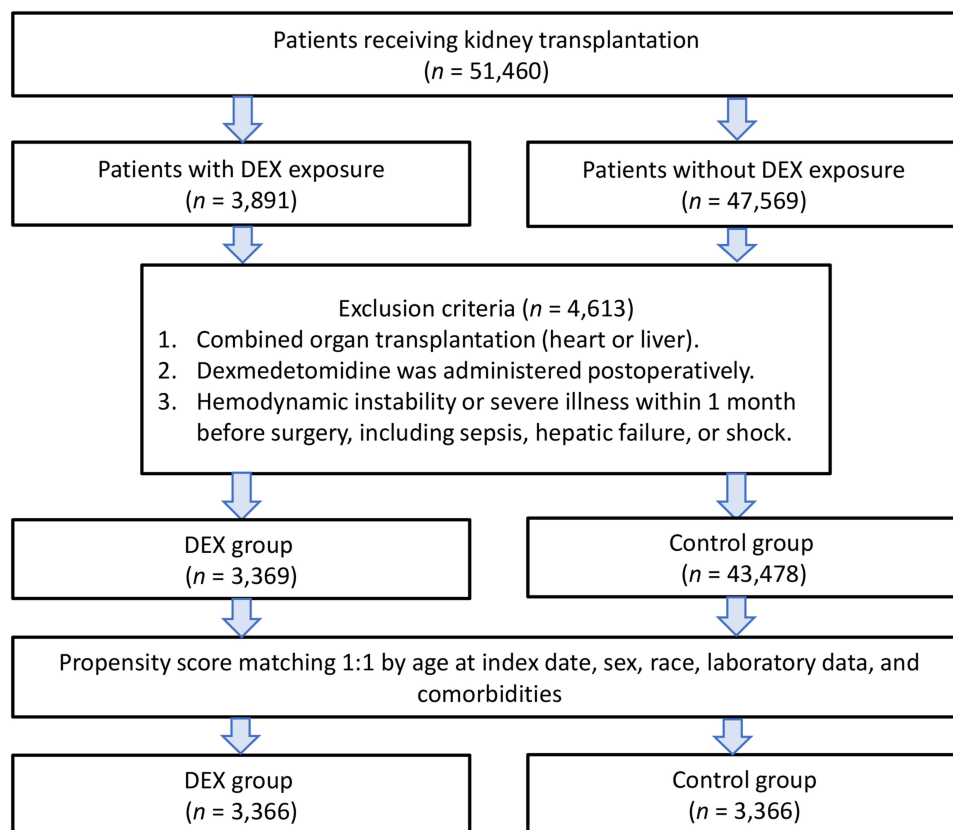 Patients receiving kidney transplantation
(n = 51,460)
Patients with DEX exposure
(n = 3,891)
Patients without DEX exposure
(n = 47,569)
Exclusion criteria (n = 4,613)
1. Combined organ transplantation (heart or liver).
2. Dexmedetomidine was administered postoperatively.
3. Hemodynamic instability or severe illness within 1 month
before surgery, including sepsis, hepatic failure, or shock.
DEX group
(n = 3,369)
Control group
(n = 43,478)
Propensity score matching 1:1 by age at index date, sex, race, laboratory data, and
comorbidities
DEX group
(n = 3,366)
Control group
(n = 3,366)